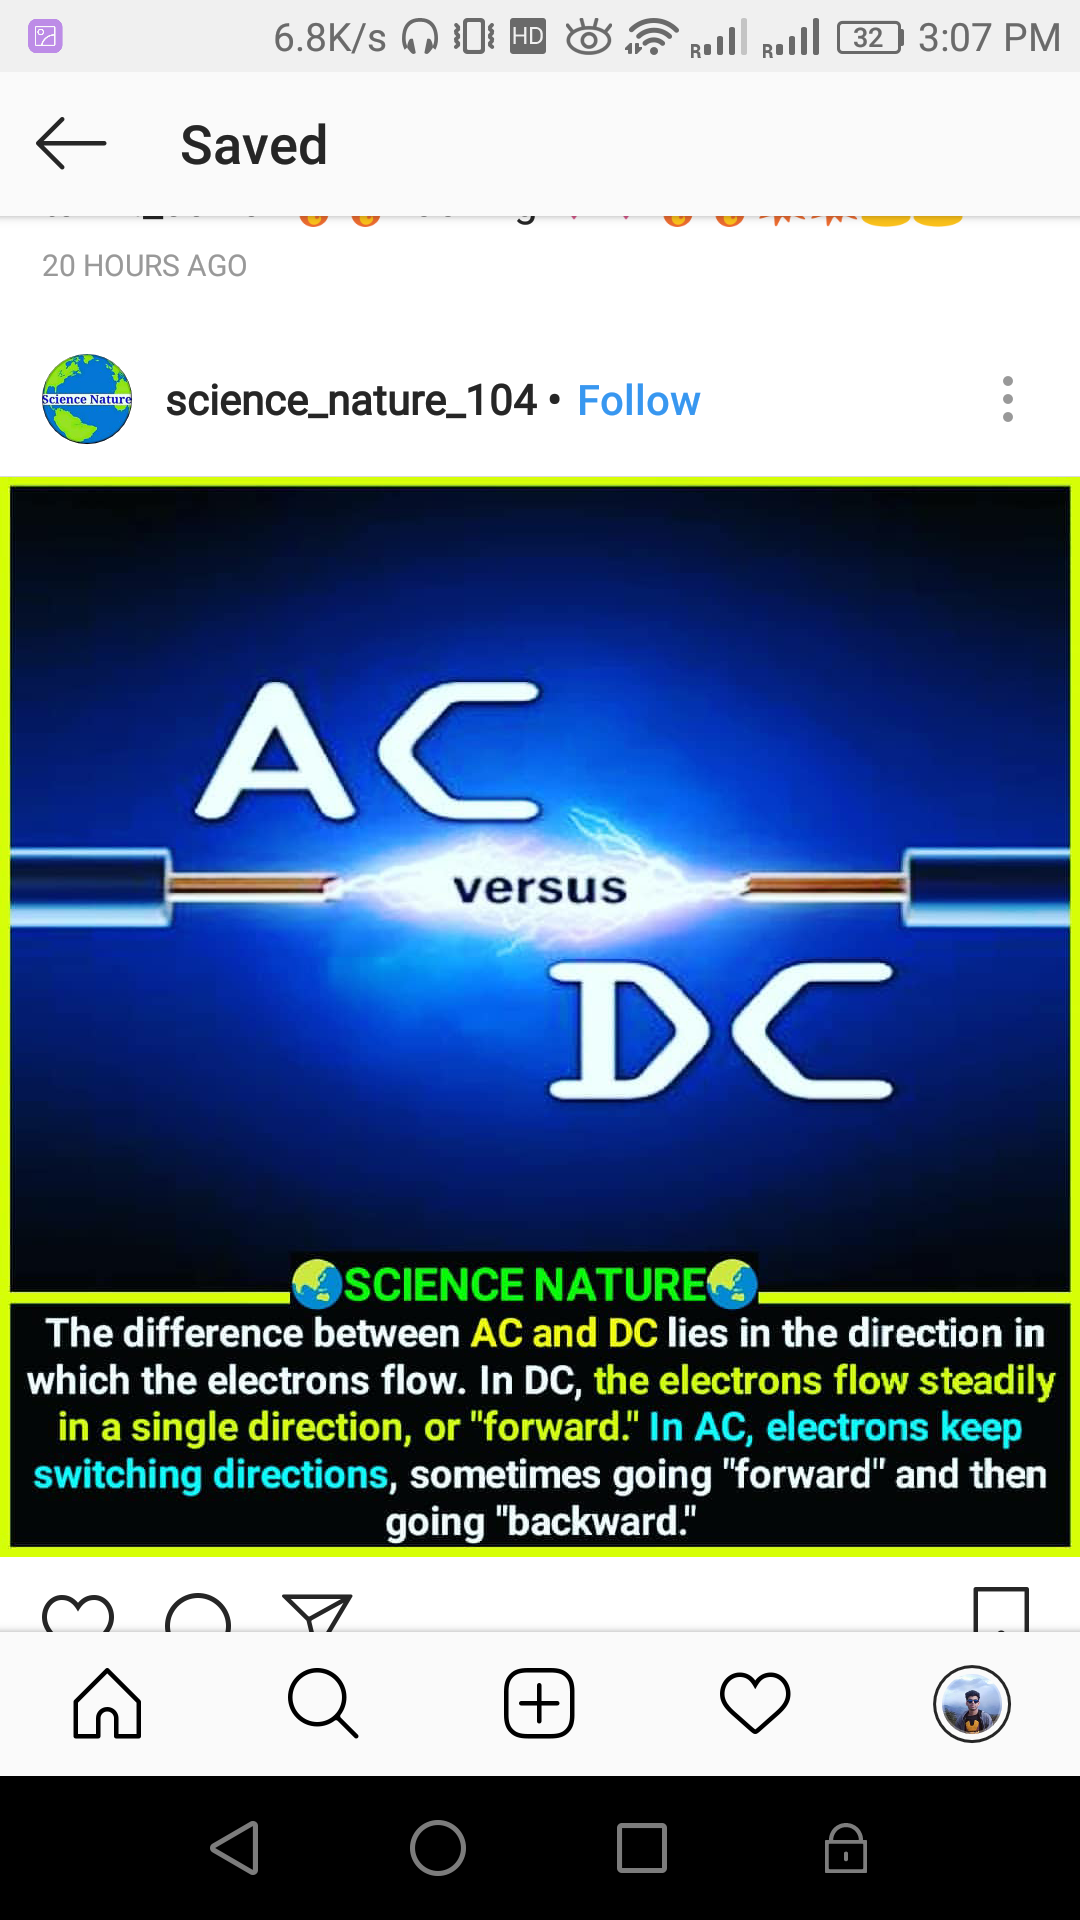 6.8K/s HD R R 32 3:07 PM
Saved
20 HOURS AGO
Science Nature
science_nature_104 • Follow
AC
versus
DC
🌏SCIENCE NATURE🌏
The difference between AC and DC lies in the direction in
which the electrons flow. In DC, the electrons flow steadily
in a single direction, or "forward." In AC, electrons keep
switching directions, sometimes going "forward" and then
going "backward."